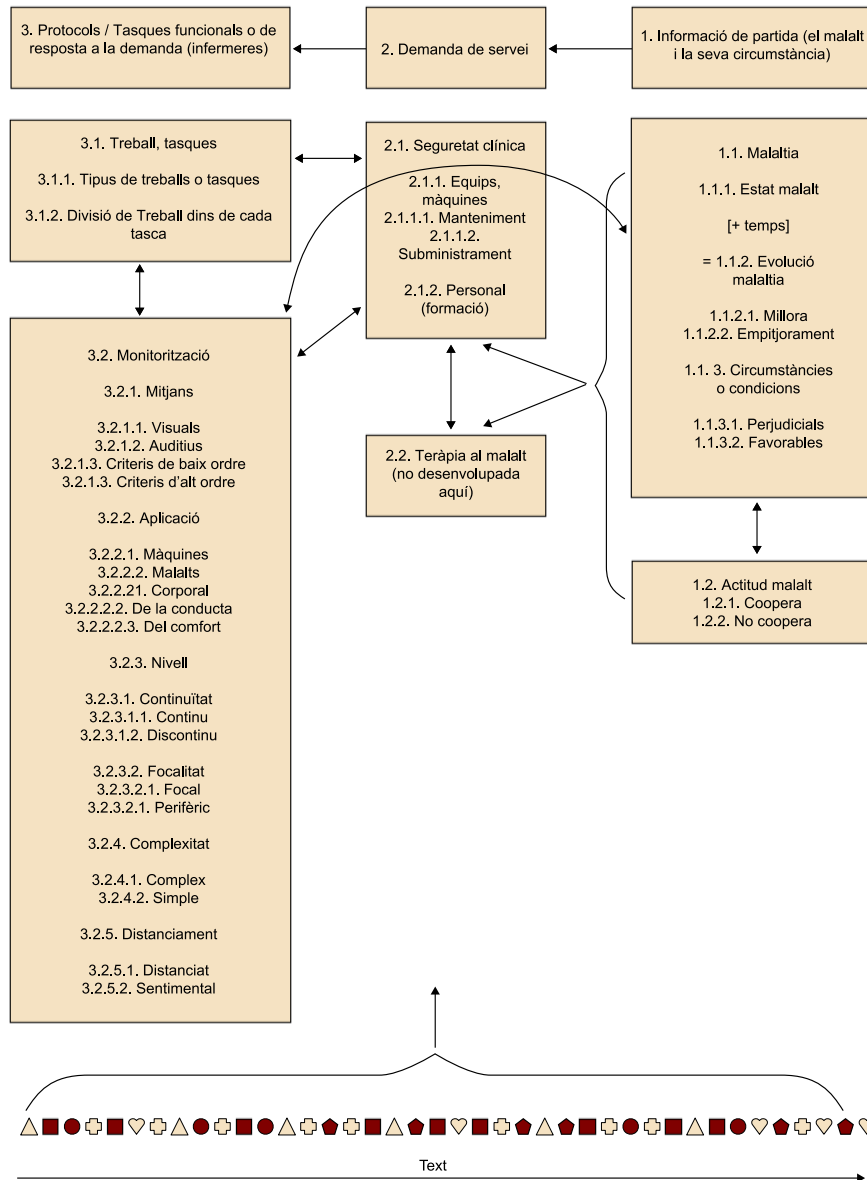 3. Protocols / Tasques funcionals o de
resposta a la demanda (infermeres)
2. Demanda de servei
1. Informació de partida (el malalt
i la seva circumstància)
3.1. Treball, tasques
3.1.1. Tipus de treballs o tasques
3.1.2. Divisió de Treball dins de cada
tasca
2.1. Seguretat clínica
2.1.1. Equips,
màquines
2.1.1.1. Manteniment
2.1.1.2.
Subministrament
2.1.2. Personal
(formació)
1.1. Malaltia
1.1.1. Estat malalt
[+ temps]
= 1.1.2. Evolució
malaltia
1.1.2.1. Millora
1.1.2.2. Empitjorament
1.1. 3. Circumstàncies
o condicions
1.1.3.1. Perjudicials
1.1.3.2. Favorables
3.2. Monitorització
3.2.1. Mitjans
3.2.1.1. Visuals
3.2.1.2. Auditius
3.2.1.3. Criteris de baix ordre
3.2.1.3. Criteris d'alt ordre
3.2.2. Aplicació
3.2.2.1. Màquines
3.2.2.2. Malalts
3.2.2.21. Corporal
3.2.2.2.2. De la conducta
3.2.2.2.3. Del comfort
3.2.3. Nivell
3.2.3.1. Continuïtat
3.2.3.1.1. Continu
3.2.3.1.2. Discontinu
3.2.3.2. Focalitat
3.2.3.2.1. Focal
3.2.3.2.1. Perifèric
3.2.4. Complexitat
3.2.4.1. Complex
3.2.4.2. Simple
3.2.5. Distanciament
3.2.5.1. Distanciat
3.2.5.2. Sentimental
2.2. Teràpia al malalt
(no desenvolupada
aquí)
1.2. Actitud malalt
1.2.1. Coopera
1.2.2. No coopera
Text